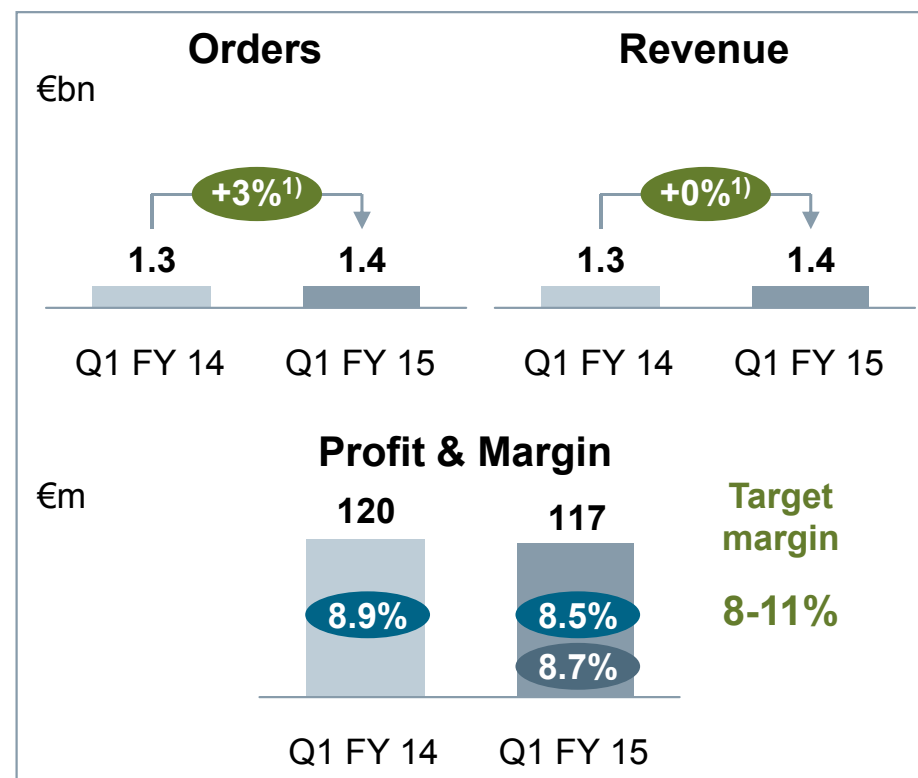 Orders
Revenue
€bn
+3%¹⁾
+0%¹⁾
1.3
1.4
1.3
1.4
Q1 FY 14
Q1 FY 15
Q1 FY 14
Q1 FY 15
Profit & Margin
€m
120
117
Target
margin
8.9%
8.5%
8-11%
8.7%
Q1 FY 14
Q1 FY 15